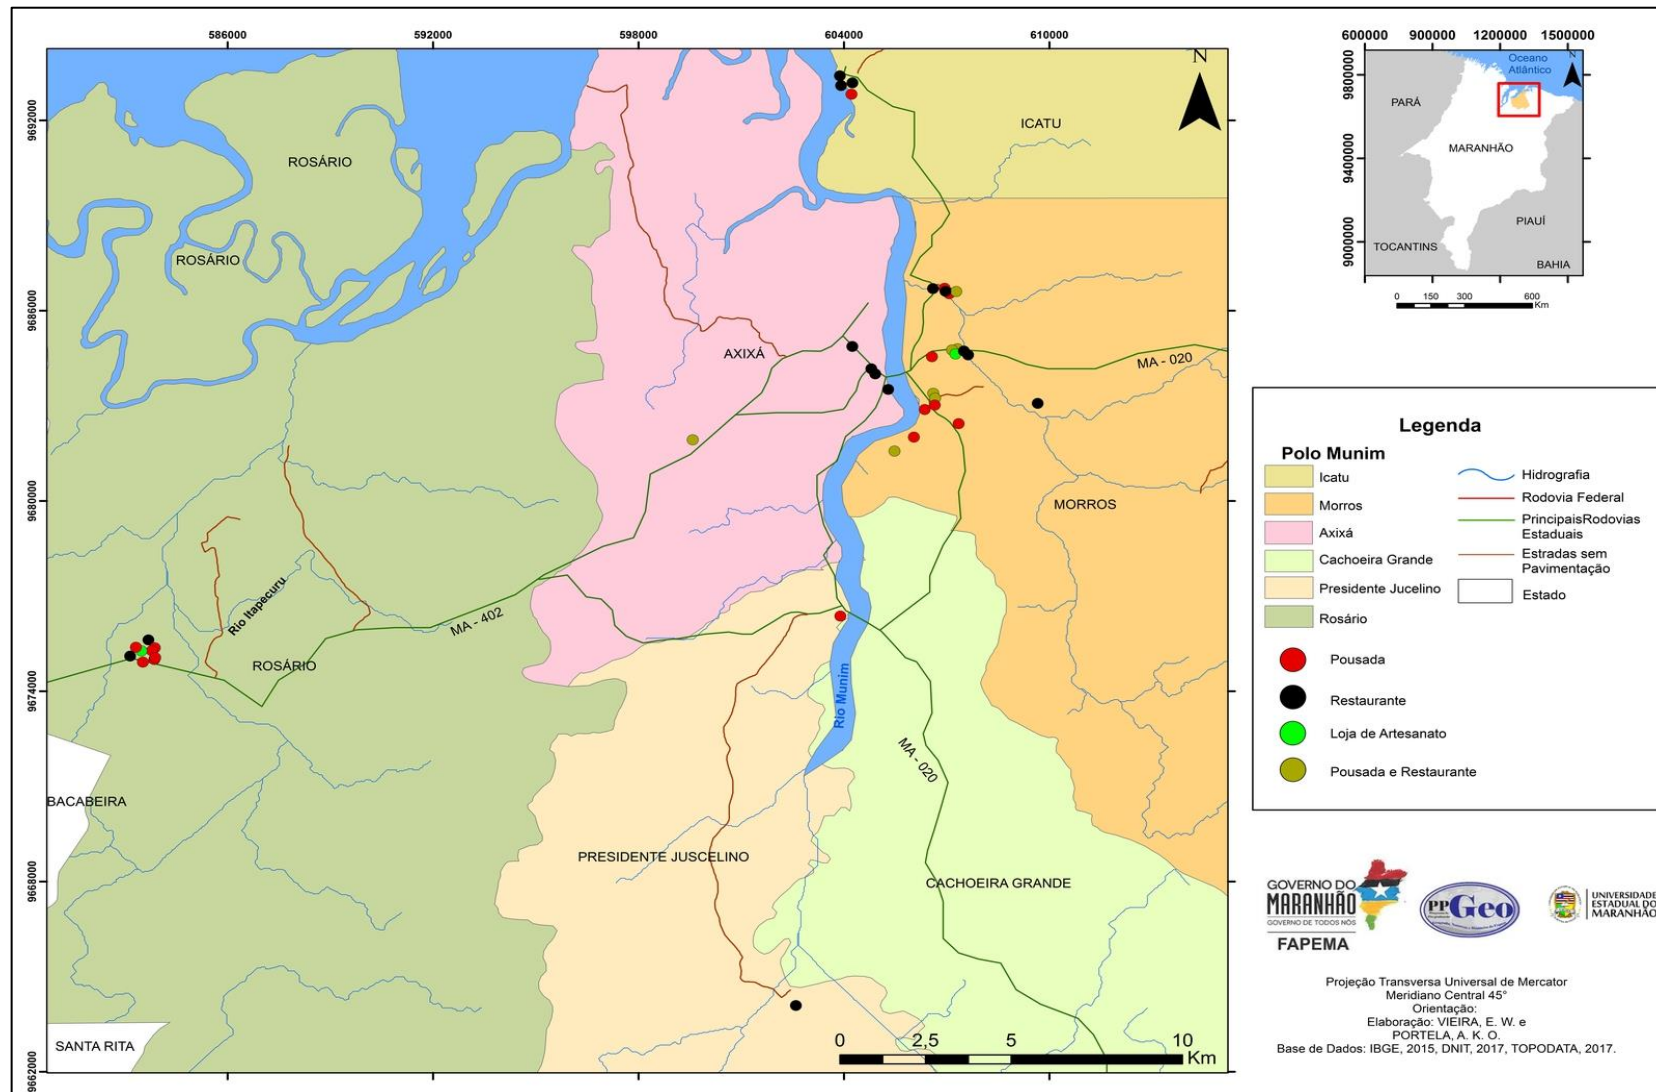 586000 592000 598000 604000 610000
9692000
9686000
9680000
9674000
9668000
9662000
N
ROSÁRIO
ICATU
ROSÁRIO
AXIXÁ
MA - 020
MORROS
Rio Itapecuru
MA - 402
ROSÁRIO
Rio Munim
MA - 020
BACABEIRA
PRESIDENTE JUSCELINO
CACHOEIRA GRANDE
SANTA RITA
0 2,5 5 10
Km
6000000 9000000 12000000 15000000
9800000
9400000
9000000
Oceano
Atlântico
N
PARÁ
MARANHÃO
PIAUÍ
TOCANTINS
BAHIA
0 150 300 600
Km
Legenda
Polo Munim
Icatu
Morros
Axixá
Cachoeira Grande
Presidente Jucelino
Rosário
Hidrografia
Rodovia Federal
PrincipaisRodovias
Estaduais
Estradas sem
Pavimentação
Estado
Pousada
Restaurante
Loja de Artesanato
Pousada e Restaurante
GOVERNO DO
MARANHÃO
GOVERNO DE TODOS NÓS
FAPEMA
PPGeo
UNIVERSIDADE
ESTADUAL DO
MARANHÃO
Projeção Transversa Universal de Mercator
Meridiano Central 45°
Orientação:
Elaboração: VIEIRA, E. W. e
PORTELA, A. K. O.
Base de Dados: IBGE, 2015, DNIT, 2017, TOPODATA, 2017.